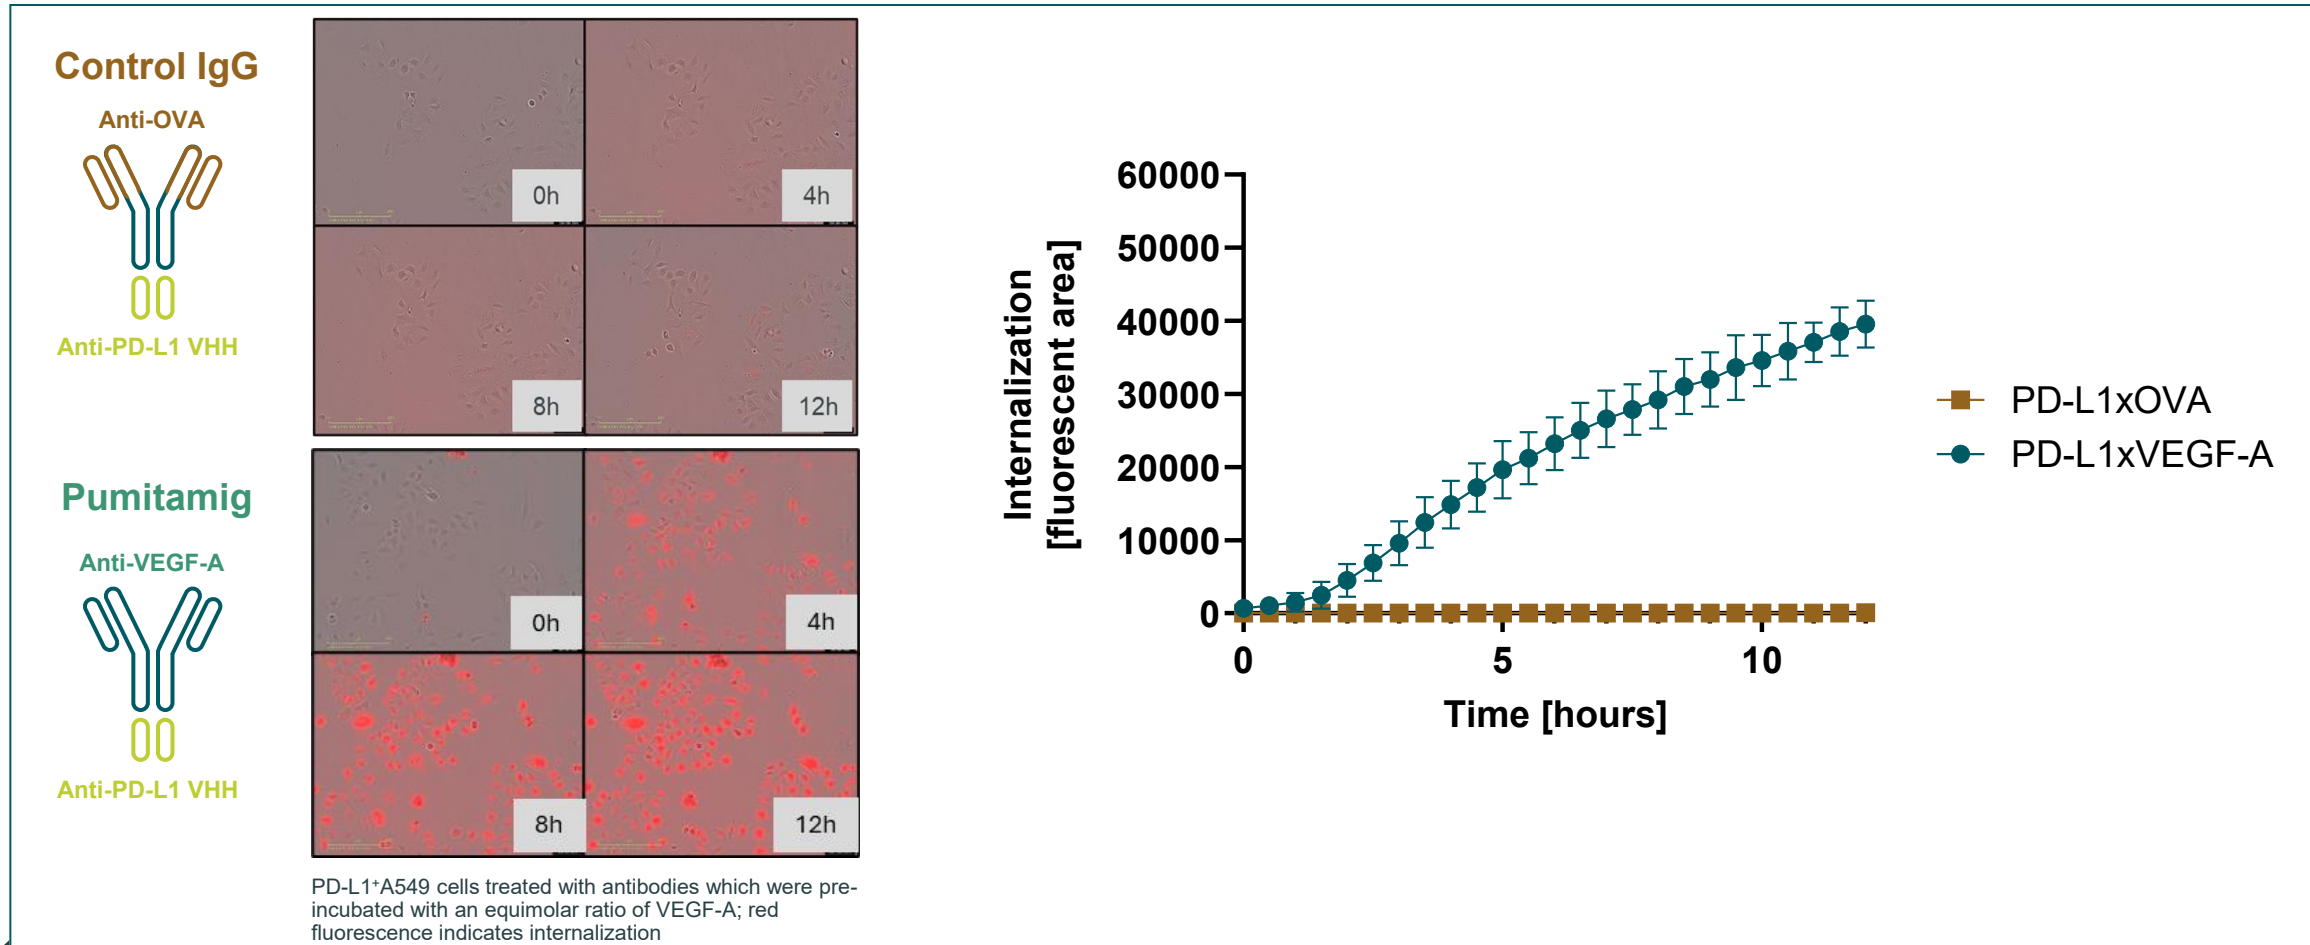 Control IgG
Anti-OVA
Anti-PD-L1 VHH
0h
4h
8h
12h
Pumitamig
Anti-VEGF-A
Anti-PD-L1 VHH
0h
4h
8h
12h
PD-L1⁺A549 cells treated with antibodies which were pre-
incubated with an equimolar ratio of VEGF-A; red
fluorescence indicates internalization
Internalization
[fluorescent area]
60000
50000
40000
30000
20000
10000
0
0
5
10
Time [hours]
PD-L1xOVA
PD-L1xVEGF-A